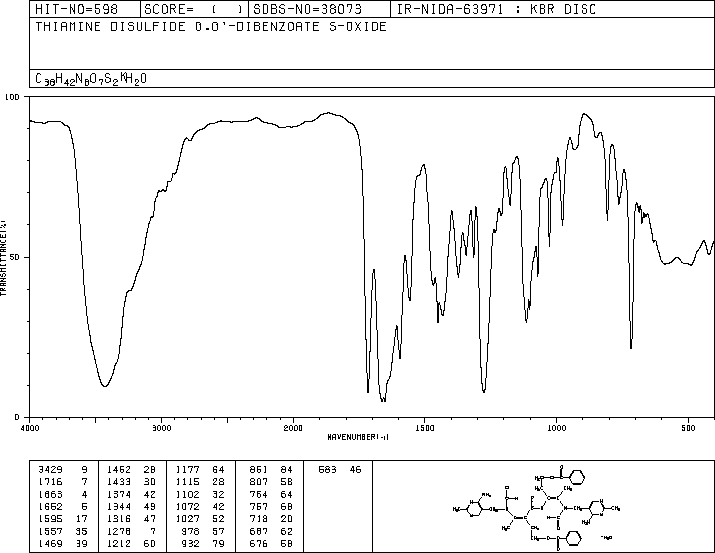 HIT-NO=598 SCORE= ( ) SDBS-NO=38073 IR-NIDA-63971 : KBR DISC
THIAMINE DISULFIDE O.O'-DIBENZOATE S-OXIDE
C38H42N8O7S2XH2O
100
50
0
TRANSMITTANCE(%)
4000 3000 2000 1500 1000 500
WAVENUMBER(-1)
3429 9 1452 28 1177 64 861 84 683 46
1716 7 1433 30 1115 28 807 58
1663 4 1374 42 1102 32 764 64
1652 5 1344 49 1072 42 757 68
1595 17 1316 47 1027 52 718 20
1557 35 1278 7 978 57 687 62
1469 39 1212 60 932 79 676 58